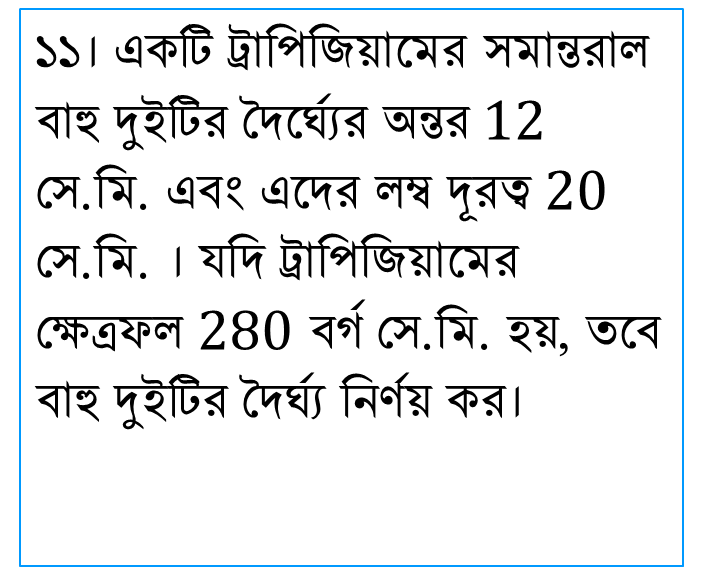 ১১। একটি ট্রাপিজিয়ামের সমান্তরাল
বাহু দুইটির দৈর্ঘ্যের অন্তর 12
সে.মি. এবং এদের লম্ব দূরত্ব 20
সে.মি. । যদি ট্রাপিজিয়ামের
ক্ষেত্রফল 280 বর্গ সে.মি. হয়, তবে
বাহু দুইটির দৈর্ঘ্য নির্ণয় কর।